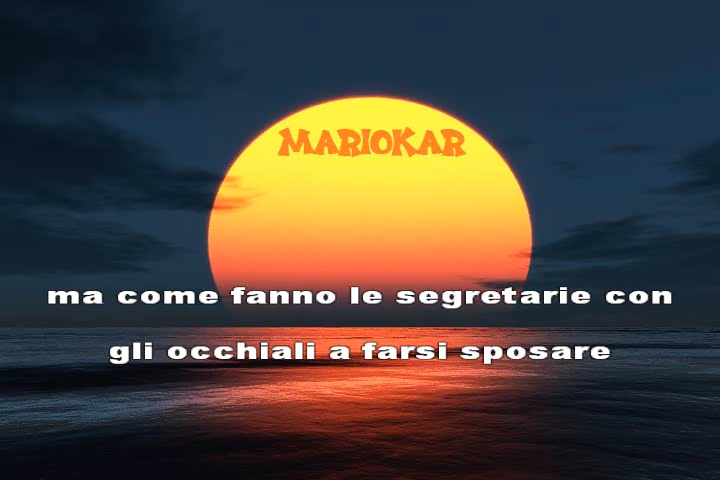 MARIOKAR
ma come fanno le segretarie con
gli occhiali a farsi sposare